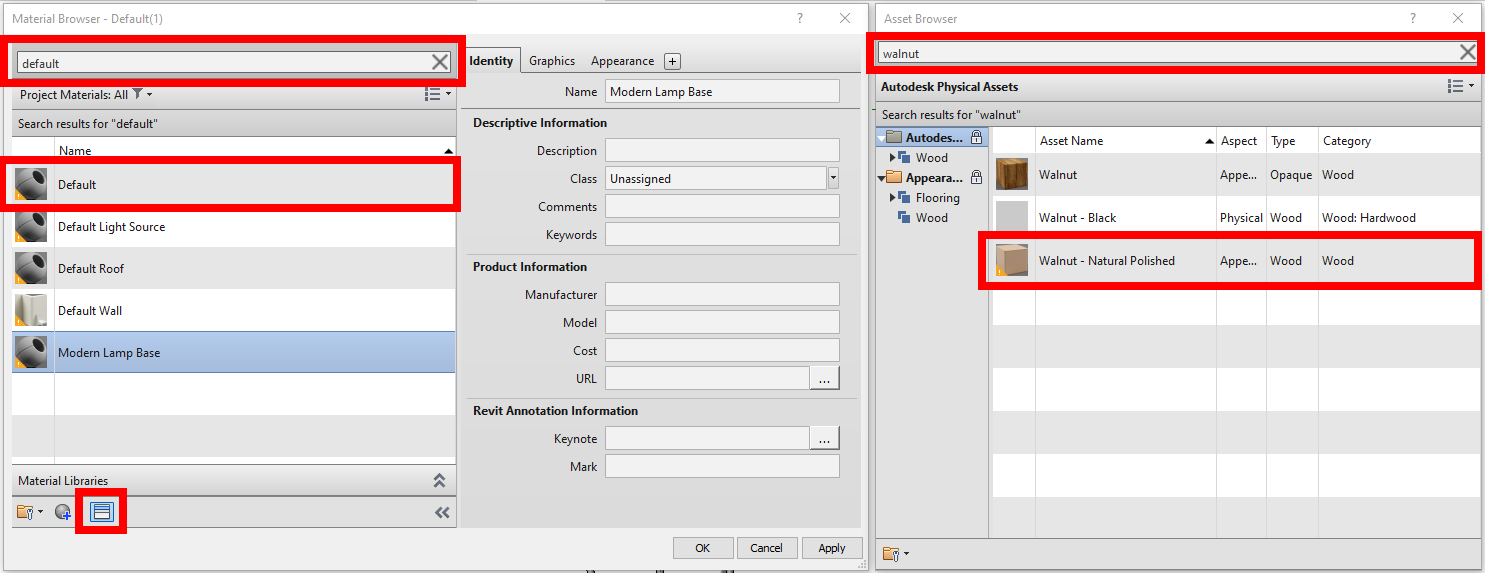 Material Browser - Default(1)
?
default
Project Materials: All
Search results for "default"
Name
Default
Default Light Source
Default Roof
Default Wall
Modern Lamp Base
Material Libraries
Identity Graphics Appearance +
Name Modern Lamp Base
Descriptive Information
Description
Class Unassigned
Comments
Keywords
Product Information
Manufacturer
Model
Cost
URL ...
Revit Annotation Information
Keynote ...
Mark
OK Cancel Apply
Asset Browser
?
walnut
Autodesk Physical Assets
Search results for "walnut"
Autodes...
Wood
Appeara...
Flooring
Wood
Asset Name Aspect Type Category
Walnut Appe... Opaque Wood
Walnut - Black Physical Wood Wood: Hardwood
Walnut - Natural Polished Appe... Wood Wood